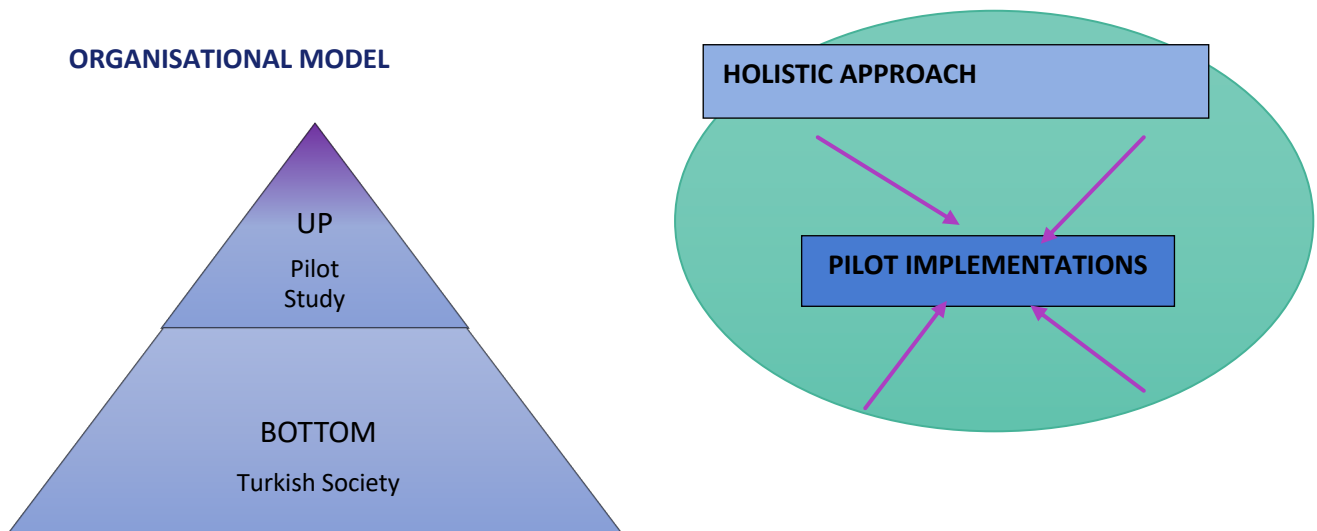 ORGANISATIONAL MODEL
UP
Pilot
Study
BOTTOM
Turkish Society
HOLISTIC APPROACH
PILOT IMPLEMENTATIONS